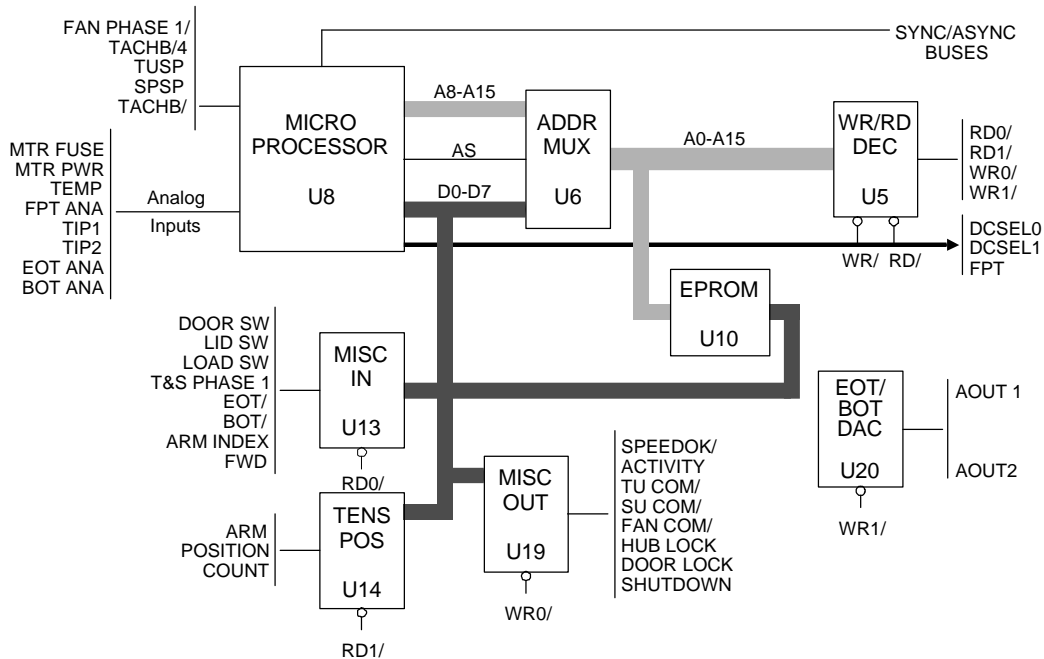 FAN PHASE 1/
TACHB/4
TUSP
SPSP
TACHB/
SYNC/ASYNC
BUSES
MICRO
PROCESSOR
U8
A8-A15
AS
D0-D7
ADDR
MUX
U6
A0-A15
WR/RD
DEC
U5
RD0/
RD1/
WR0/
WR1/
MTR FUSE
MTR PWR
TEMP
FPT ANA
TIP1
TIP2
EOT ANA
BOT ANA
Analog
Inputs
WR/ RD/
DCSEL0
DCSEL1
FPT
EPROM
U10
DOOR SW
LID SW
LOAD SW
T&S PHASE 1
EOT/
BOT/
ARM INDEX
FWD
MISC
IN
U13
RD0/
EOT/
BOT
DAC
U20
WR1/
AOUT 1
AOUT2
ARM
POSITION
COUNT
TENS
POS
U14
RD1/
MISC
OUT
U19
WR0/
SPEEDOK/
ACTIVITY
TU COM/
SU COM/
FAN COM/
HUB LOCK
DOOR LOCK
SHUTDOWN